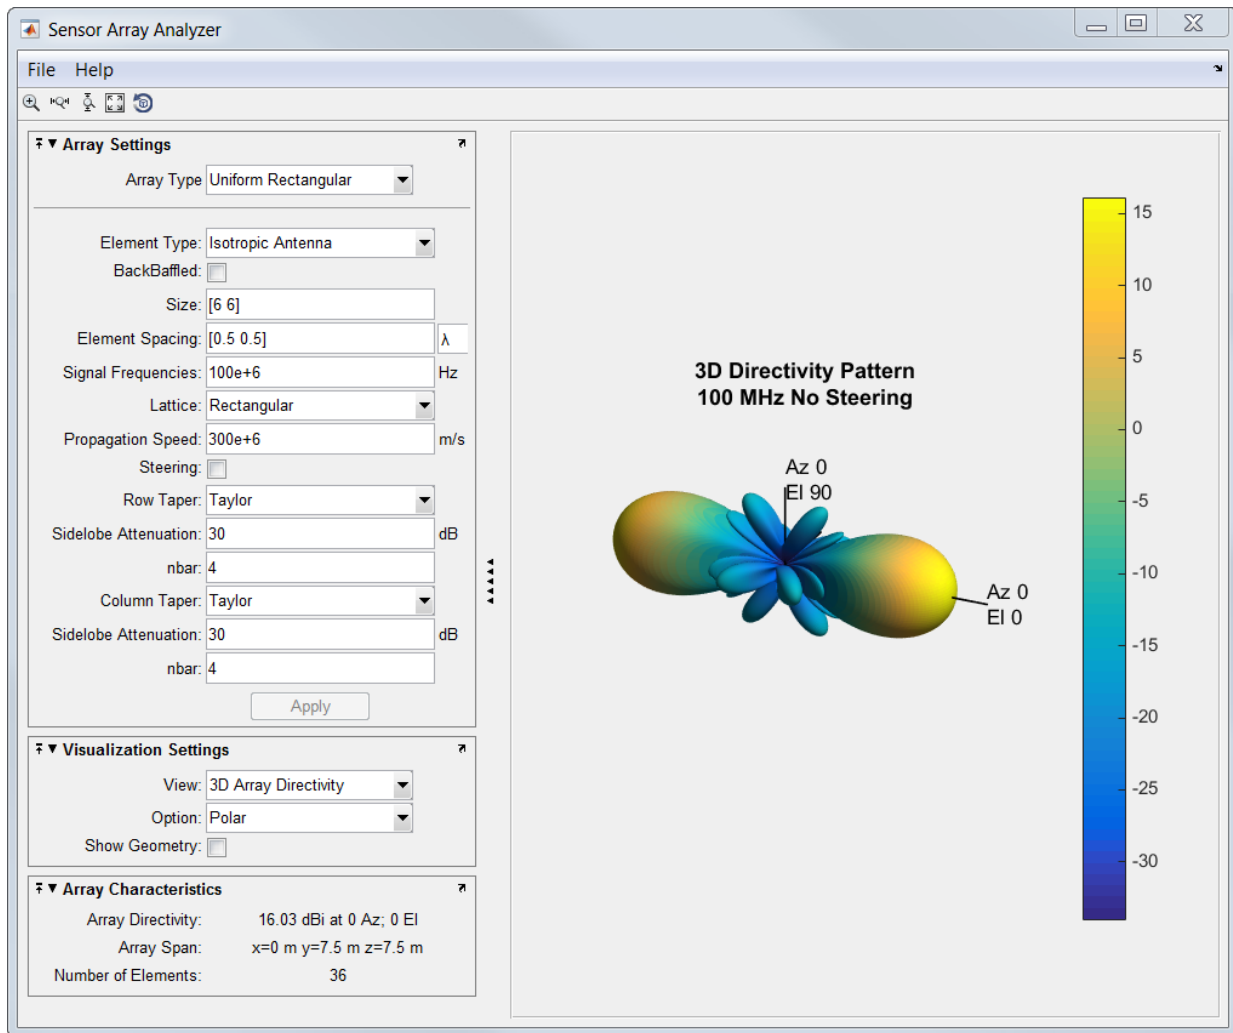 Sensor Array Analyzer
File Help
Array Settings
Array Type Uniform Rectangular
Element Type: Isotropic Antenna
BackBaffled:
Size: [6 6]
Element Spacing: [0.5 0.5] λ
Signal Frequencies: 100e+6 Hz
Lattice: Rectangular
Propagation Speed: 300e+6 m/s
Steering:
Row Taper: Taylor
Sidelobe Attenuation: 30 dB
nbar: 4
Column Taper: Taylor
Sidelobe Attenuation: 30 dB
nbar: 4
Apply
Visualization Settings
View: 3D Array Directivity
Option: Polar
Show Geometry:
Array Characteristics
Array Directivity: 16.03 dBi at 0 Az; 0 El
Array Span: x=0 m y=7.5 m z=7.5 m
Number of Elements: 36
3D Directivity Pattern
100 MHz No Steering
Az 0
El 90
Az 0
El 0
15
10
5
0
-5
-10
-15
-20
-25
-30